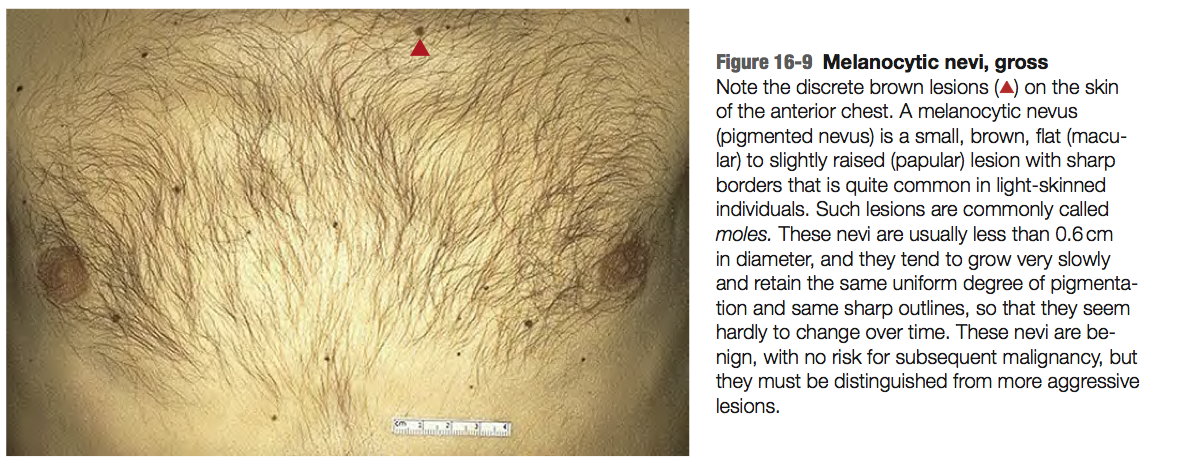 Figure 16-9 Melanocytic nevi, gross
Note the discrete brown lesions (▲) on the skin
of the anterior chest. A melanocytic nevus
(pigmented nevus) is a small, brown, flat (macu-
lar) to slightly raised (papular) lesion with sharp
borders that is quite common in light-skinned
individuals. Such lesions are commonly called
moles. These nevi are usually less than 0.6 cm
in diameter, and they tend to grow very slowly
and retain the same uniform degree of pigmenta-
tion and same sharp outlines, so that they seem
hardly to change over time. These nevi are be-
nign, with no risk for subsequent malignancy, but
they must be distinguished from more aggressive
lesions.
cm 1 2 3 4